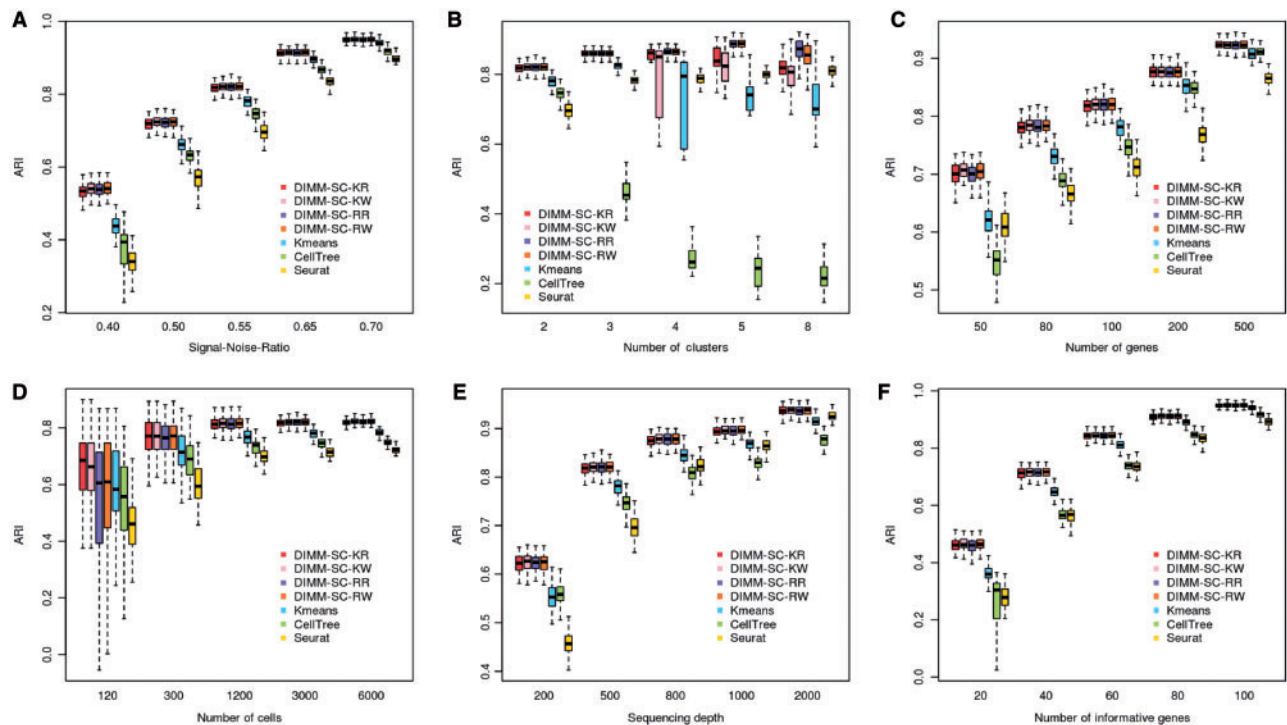 A
ARI
1.0
0.8
0.6
0.4
0.2
DIMM-SC-KR
DIMM-SC-KW
DIMM-SC-RR
DIMM-SC-RW
Kmeans
CellTree
Seurat
0.40 0.50 0.55 0.65 0.70
Signal-Noise-Ratio
B
ARI
0.8
0.6
0.4
0.2
DIMM-SC-KR
DIMM-SC-KW
DIMM-SC-RR
DIMM-SC-RW
Kmeans
CellTree
Seurat
2 3 4 5 8
Number of clusters
C
ARI
0.9
0.8
0.7
0.6
0.5
DIMM-SC-KR
DIMM-SC-KW
DIMM-SC-RR
DIMM-SC-RW
Kmeans
CellTree
Seurat
50 80 100 200 500
Number of genes
D
ARI
0.8
0.6
0.4
0.2
0.0
DIMM-SC-KR
DIMM-SC-KW
DIMM-SC-RR
DIMM-SC-RW
Kmeans
CellTree
Seurat
120 300 1200 3000 6000
Number of cells
E
ARI
0.9
0.8
0.7
0.6
0.5
0.4
DIMM-SC-KR
DIMM-SC-KW
DIMM-SC-RR
DIMM-SC-RW
Kmeans
CellTree
Seurat
200 500 800 1000 2000
Sequencing depth
F
ARI
1.0
0.8
0.6
0.4
0.2
0.0
DIMM-SC-KR
DIMM-SC-KW
DIMM-SC-RR
DIMM-SC-RW
Kmeans
CellTree
Seurat
20 40 60 80 100
Number of informative genes